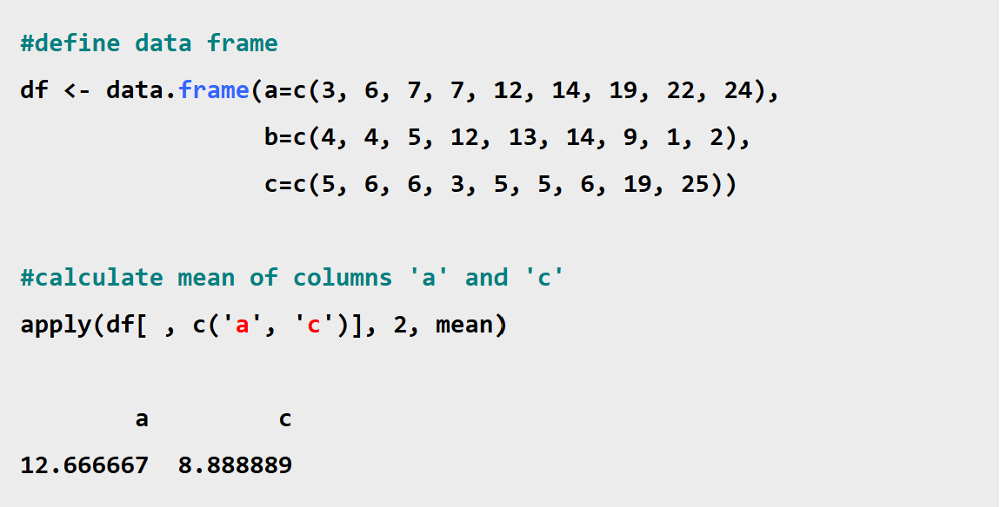 #define data frame
df <- data.frame(a=c(3, 6, 7, 7, 12, 14, 19, 22, 24),
                 b=c(4, 4, 5, 12, 13, 14, 9, 1, 2),
                 c=c(5, 6, 6, 3, 5, 5, 6, 19, 25))
#calculate mean of columns 'a' and 'c'
apply(df[ , c('a', 'c')], 2, mean)
        a         c
12.666667  8.888889